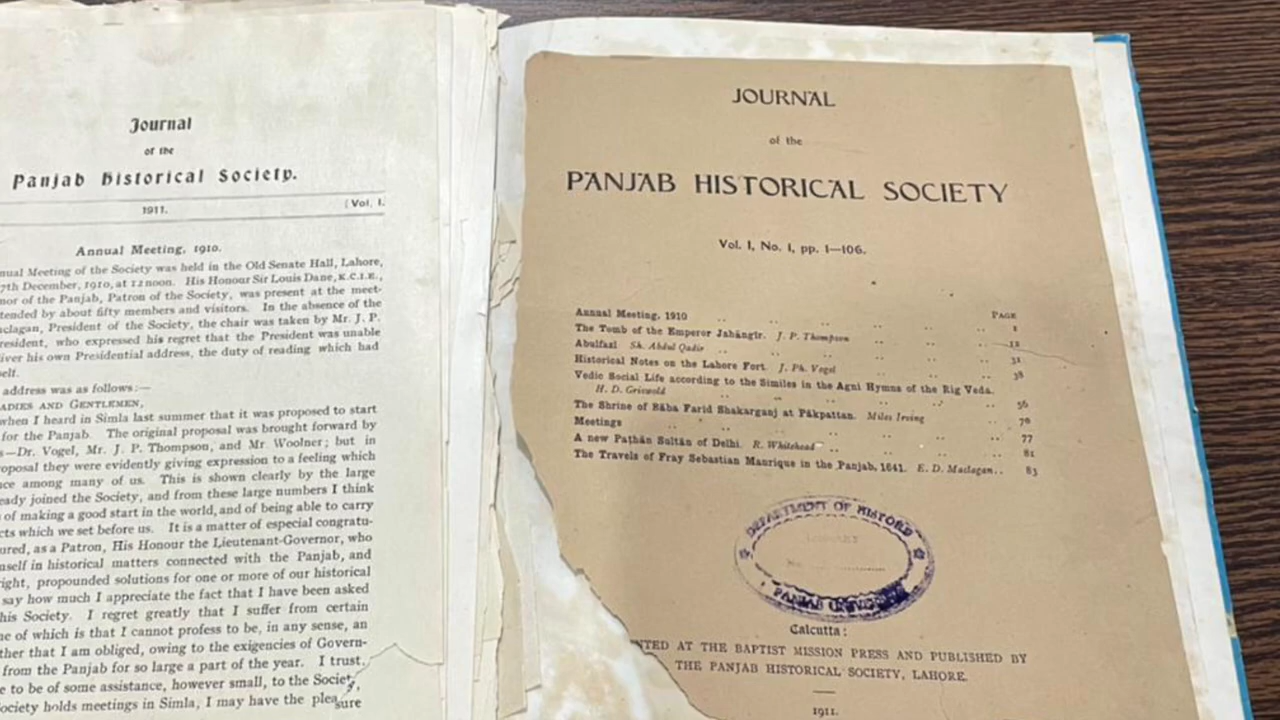 Journal
of the
Panjab Historical Society.
1911.
[Vol. I.
Annual Meeting, 1910.
nual Meeting of the Society was held in the Old Senate Hall, Lahore,
7th December, 1910, at 12 noon. His Honour Sir Louis Dane, K.C.I.E.,
nor of the Panjab, Patron of the Society, was present at the meet-
tended by about fifty members and visitors. In the absence of the
aclagan, President of the Society, the chair was taken by Mr. J. P.
resident, who expressed his regret that the President was unable
iver his own Presidential address, the duty of reading which had
self.
address was as follows:—
ADIES AND GENTLEMEN,
when I heard in Simla last summer that it was proposed to start
for the Panjab. The original proposal was brought forward by
s—Dr. Vogel, Mr. J. P. Thompson, and Mr. Woolner; but in
oposal they were evidently giving expression to a feeling which
nce among many of us. This is shown clearly by the large
eady joined the Society, and from these large numbers I think
of making a good start in the world, and of being able to carry
cts which we set before us. It is a matter of especial congratu-
ured, as a Patron, His Honour the Lieutenant-Governor, who
mself in historical matters connected with the Panjab, and
right, propounded solutions for one or more of our historical
say how much I appreciate the fact that I have been asked
his Society. I regret greatly that I suffer from certain
ne of which is that I cannot profess to be, in any sense, an
ther that I am obliged, owing to the exigencies of Govern-
from the Panjab for so large a part of the year. I trust,
e to be of some assistance, however small, to the Society,
ociety holds meetings in Simla, I may have the pleasure
JOURNAL
of the
PANJAB HISTORICAL SOCIETY
Vol. I, No. I, pp. 1—106.
PAGE
Annual Meeting, 1910 .. .. .. .. .. 1
The Tomb of the Emperor Jahāngīr. J. P. Thompson .. .. .. 12
Abulfazl Sh. Abdul Qadir .. .. .. .. .. 31
Historical Notes on the Lahore Fort. J. Ph. Vogel .. .. .. 38
Vedic Social Life according to the Similes in the Agni Hymns of the Rig Veda.
H. D. Griswold .. .. .. .. 56
The Shrine of Bāba Farid Shakarganj at Pākpattan. Miles Irving .. 70
Meetings .. .. .. .. .. .. 77
A new Paṭhān Sulṭān of Delhi. R. Whitehead .. .. .. 81
The Travels of Fray Sebastian Manrique in the Panjab, 1641. E. D. Maclagan.. 83
DEPARTMENT OF HISTORY
PANJAB UNIVERSITY
Calcutta:
NTED AT THE BAPTIST MISSION PRESS AND PUBLISHED BY
THE PANJAB HISTORICAL SOCIETY, LAHORE.
1911.